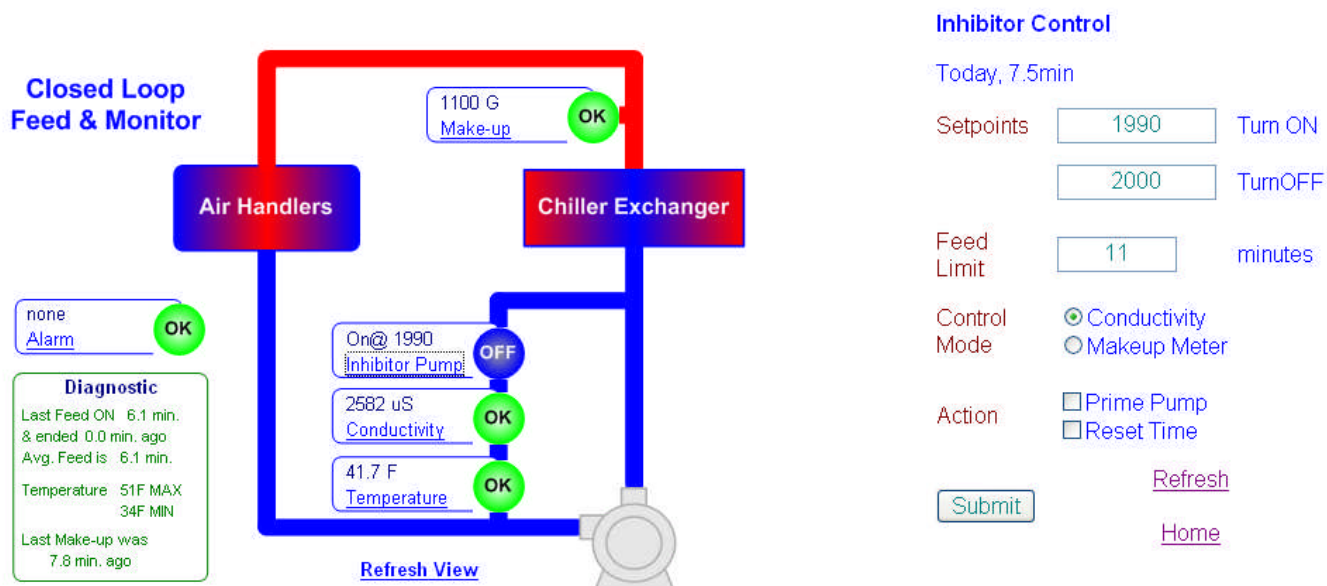 Closed Loop
Feed & Monitor
1100 G
Make-up
OK
Air Handlers
Chiller Exchanger
none
Alarm
OK
On@ 1990
Inhibitor Pump
OFF
2582 uS
Conductivity
OK
41.7 F
Temperature
OK
Diagnostic
Last Feed ON 6.1 min.
& ended 0.0 min. ago
Avg. Feed is 6.1 min.
Temperature 51F MAX
34F MIN
Last Make-up was
7.8 min. ago
Refresh View
Inhibitor Control
Today, 7.5min
Setpoints 1990 Turn ON
2000 TurnOFF
Feed
Limit
11 minutes
Control
Mode
Conductivity
Makeup Meter
Action
Prime Pump
Reset Time
Refresh
Submit
Home